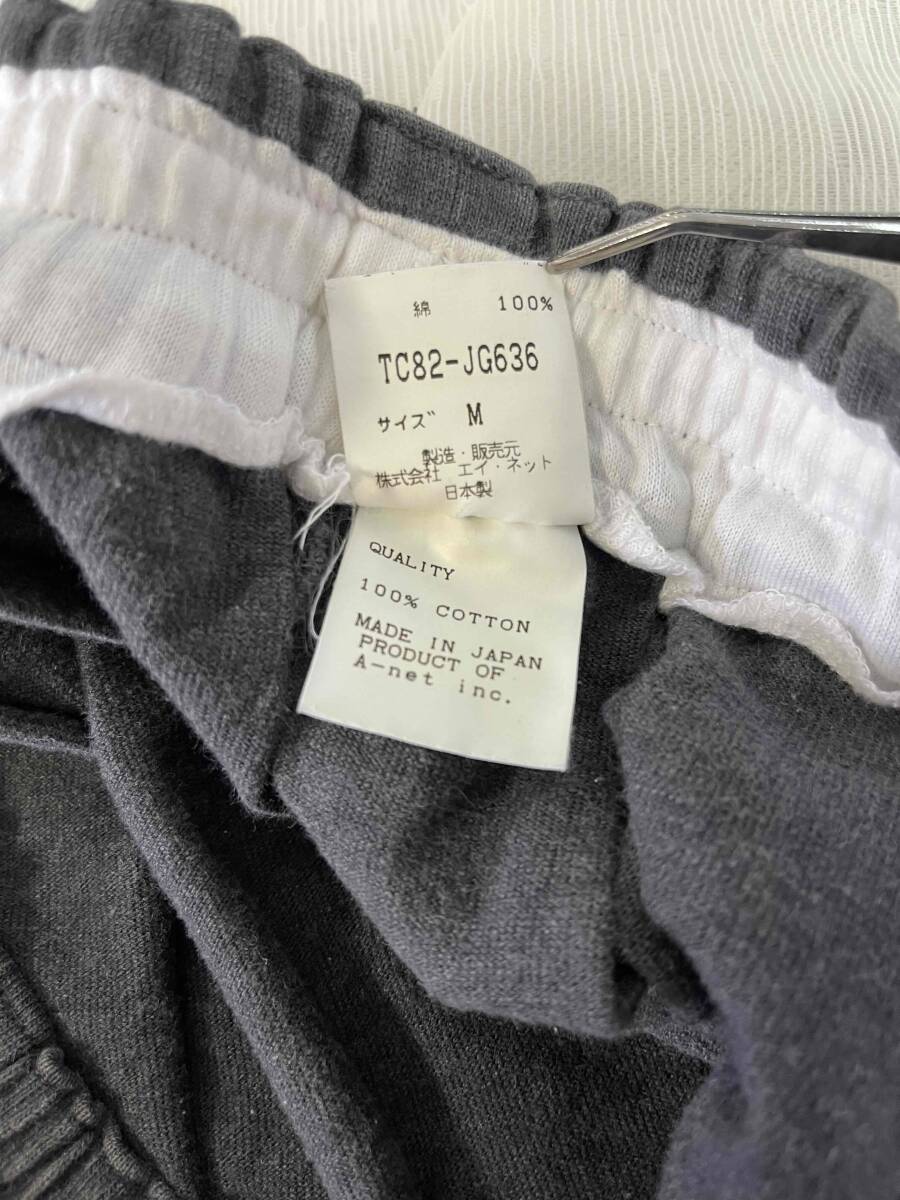 綿 100%
TC82-JG636
サイズ M
製造・販売元
株式会社 エイ・ネット
日本製
QUALITY
100% COTTON
MADE IN JAPAN
PRODUCT OF
A-net inc.